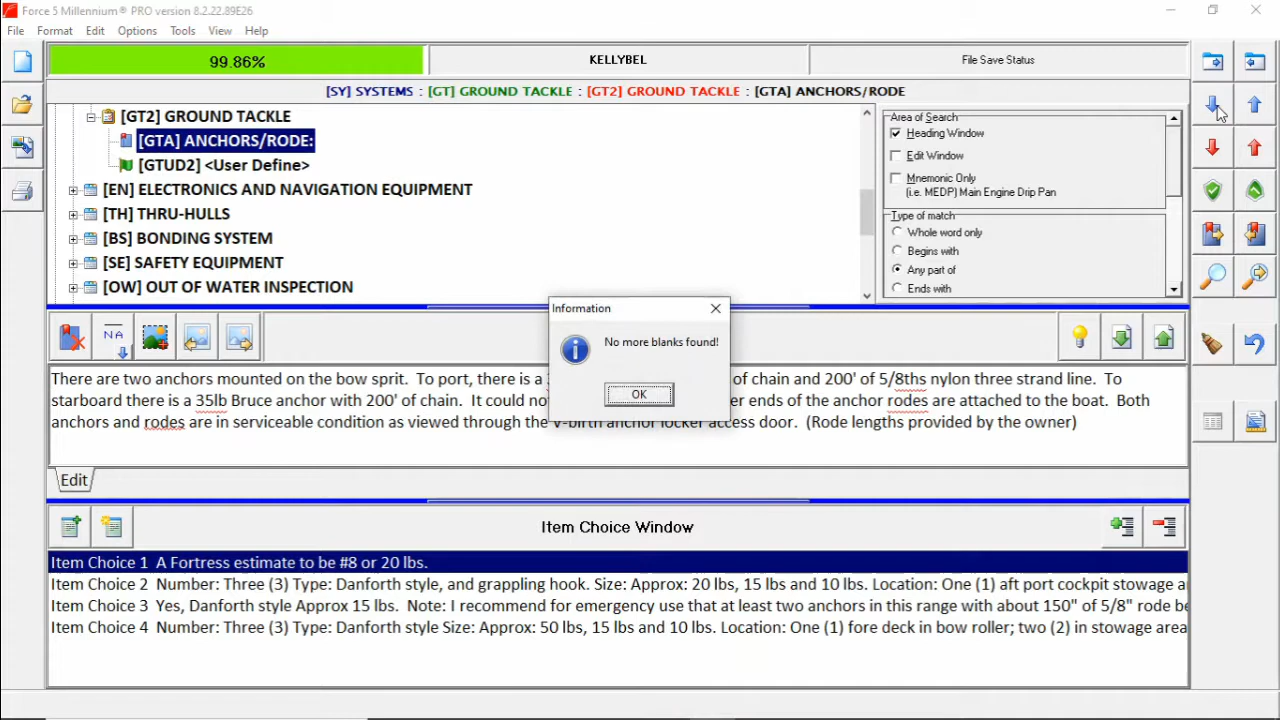 Force 5 Millennium® PRO version 8.2.22.89E26
File Format Edit Options Tools View Help
99.86%
KELLYBEL
File Save Status
[SY] SYSTEMS : [GT] GROUND TACKLE : [GT2] GROUND TACKLE : [GTA] ANCHORS/RODE
[GT2] GROUND TACKLE
[GTA] ANCHORS/RODE:
[GTUD2] <User Define>
[EN] ELECTRONICS AND NAVIGATION EQUIPMENT
[TH] THRU-HULLS
[BS] BONDING SYSTEM
[SE] SAFETY EQUIPMENT
[OW] OUT OF WATER INSPECTION
Area of Search
Heading Window
Edit Window
Mnemonic Only
(i.e. MEDP) Main Engine Drip Pan
Type of match
Whole word only
Begins with
Any part of
Ends with
Information
No more blanks found!
OK
NA
There are two anchors mounted on the bow sprit. To port, there is a of chain and 200' of 5/8ths nylon three strand line. To
starboard there is a 35lb Bruce anchor with 200' of chain. It could ends of the anchor rodes are attached to the boat. Both
anchors and rodes are in serviceable condition as viewed through the v-birth anchor locker access door. (Rode lengths provided by the owner)
Edit
Item Choice Window
Item Choice 1 A Fortress estimate to be #8 or 20 lbs.
Item Choice 2 Number: Three (3) Type: Danforth style, and grappling hook. Size: Approx: 20 lbs, 15 lbs and 10 lbs. Location: One (1) aft port cockpit stowage
Item Choice 3 Yes, Danforth style Approx 15 lbs. Note: I recommend for emergency use that at least two anchors in this range with about 150" of 5/8" rode be
Item Choice 4 Number: Three (3) Type: Danforth style Size: Approx: 50 lbs, 15 lbs and 10 lbs. Location: One (1) fore deck in bow roller; two (2) in stowage area